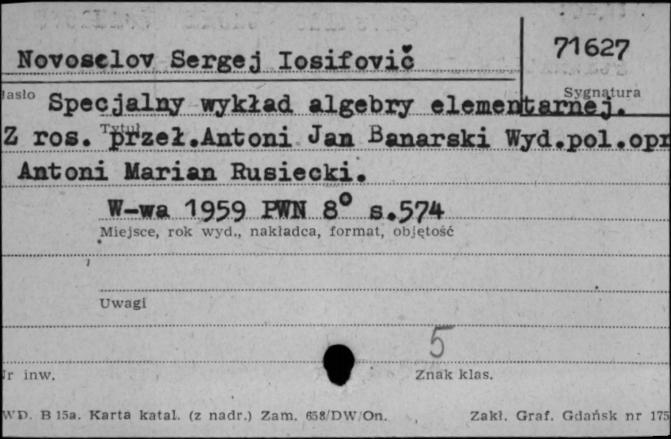 Novoselov Sergej Iosifovič
71627
Sygnatura
Hasło
Specjalny wykład algebry elementarnej.
Tytuł
Z ros. przeł.Antoni Jan Banarski Wyd.pol.opr
Antoni Marian Rusiecki.
W-wa 1959 PWN 8° s.574
Miejsce, rok wyd., nakładca, format, objętość
Uwagi
5
Nr inw.
Znak klas.
WD. B 15a. Karta katal. (z nadr.) Zam. 658/DW/On.
Zakł. Graf. Gdańsk nr 175